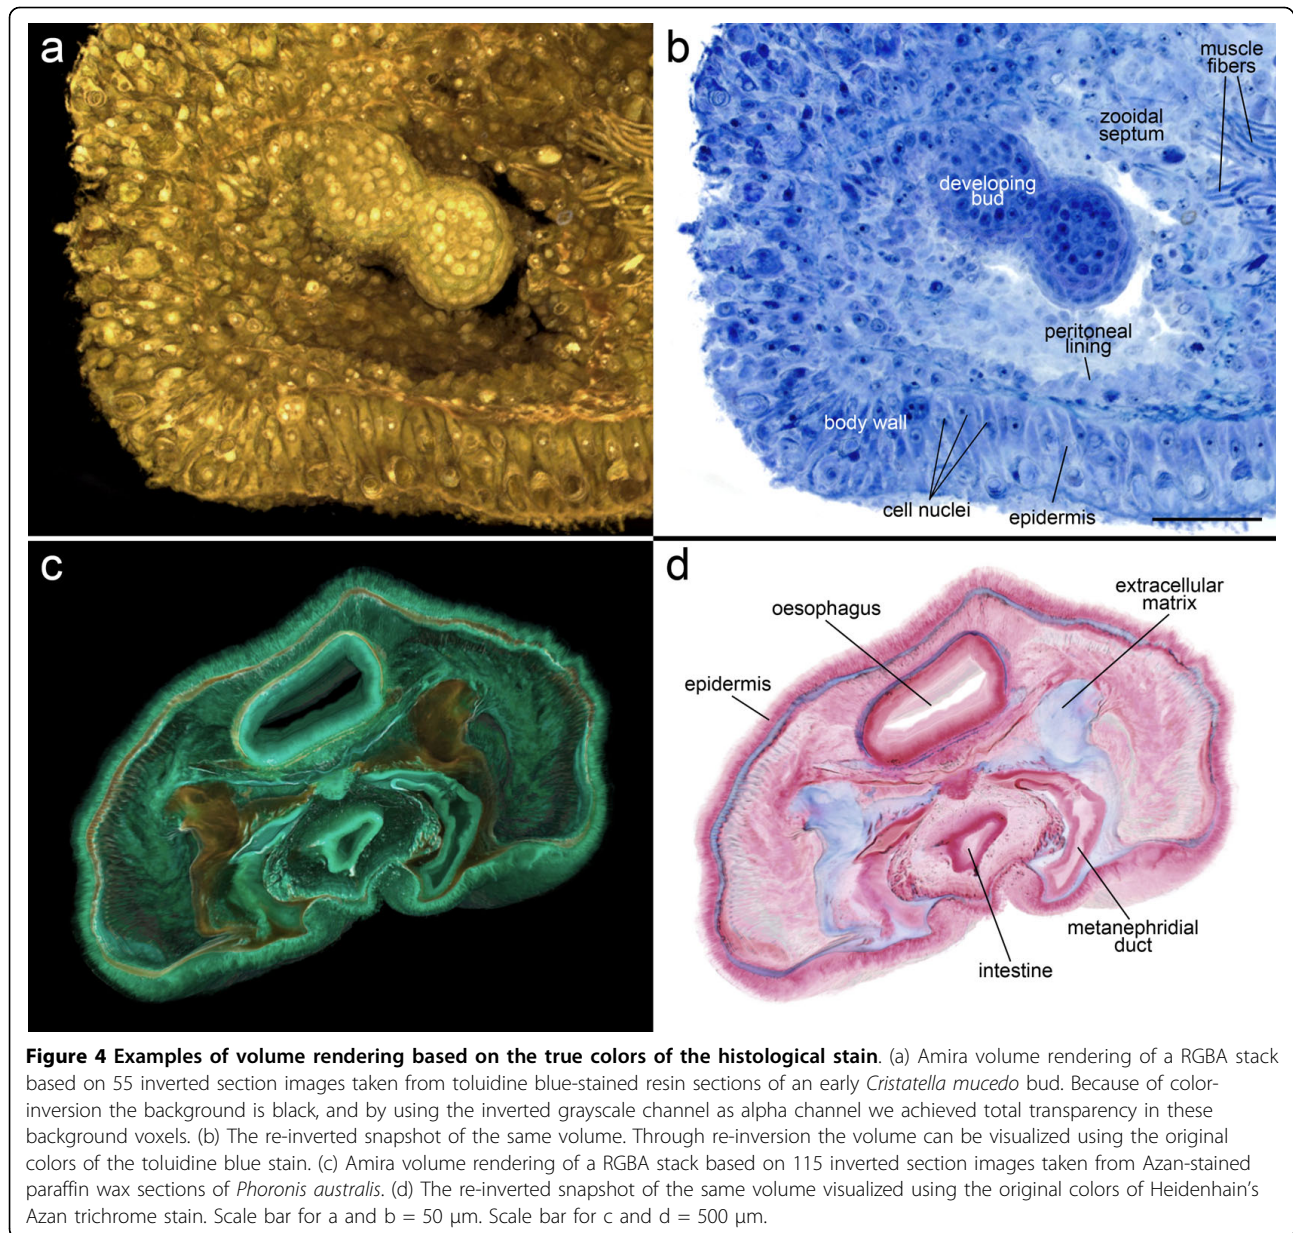 a
b
muscle
fibers
zooidal
septum
developing
bud
peritoneal
lining
body wall
cell nuclei
epidermis
c
d
extracellular
matrix
oesophagus
epidermis
metanephridial
duct
intestine
Figure 4 Examples of volume rendering based on the true colors of the histological stain. (a) Amira volume rendering of a RGBA stack
based on 55 inverted section images taken from toluidine blue-stained resin sections of an early Cristatella mucedo bud. Because of color-
inversion the background is black, and by using the inverted grayscale channel as alpha channel we achieved total transparency in these
background voxels. (b) The re-inverted snapshot of the same volume. Through re-inversion the volume can be visualized using the original
colors of the toluidine blue stain. (c) Amira volume rendering of a RGBA stack based on 115 inverted section images taken from Azan-stained
paraffin wax sections of Phoronis australis. (d) The re-inverted snapshot of the same volume visualized using the original colors of Heidenhain's
Azan trichrome stain. Scale bar for a and b = 50 μm. Scale bar for c and d = 500 μm.